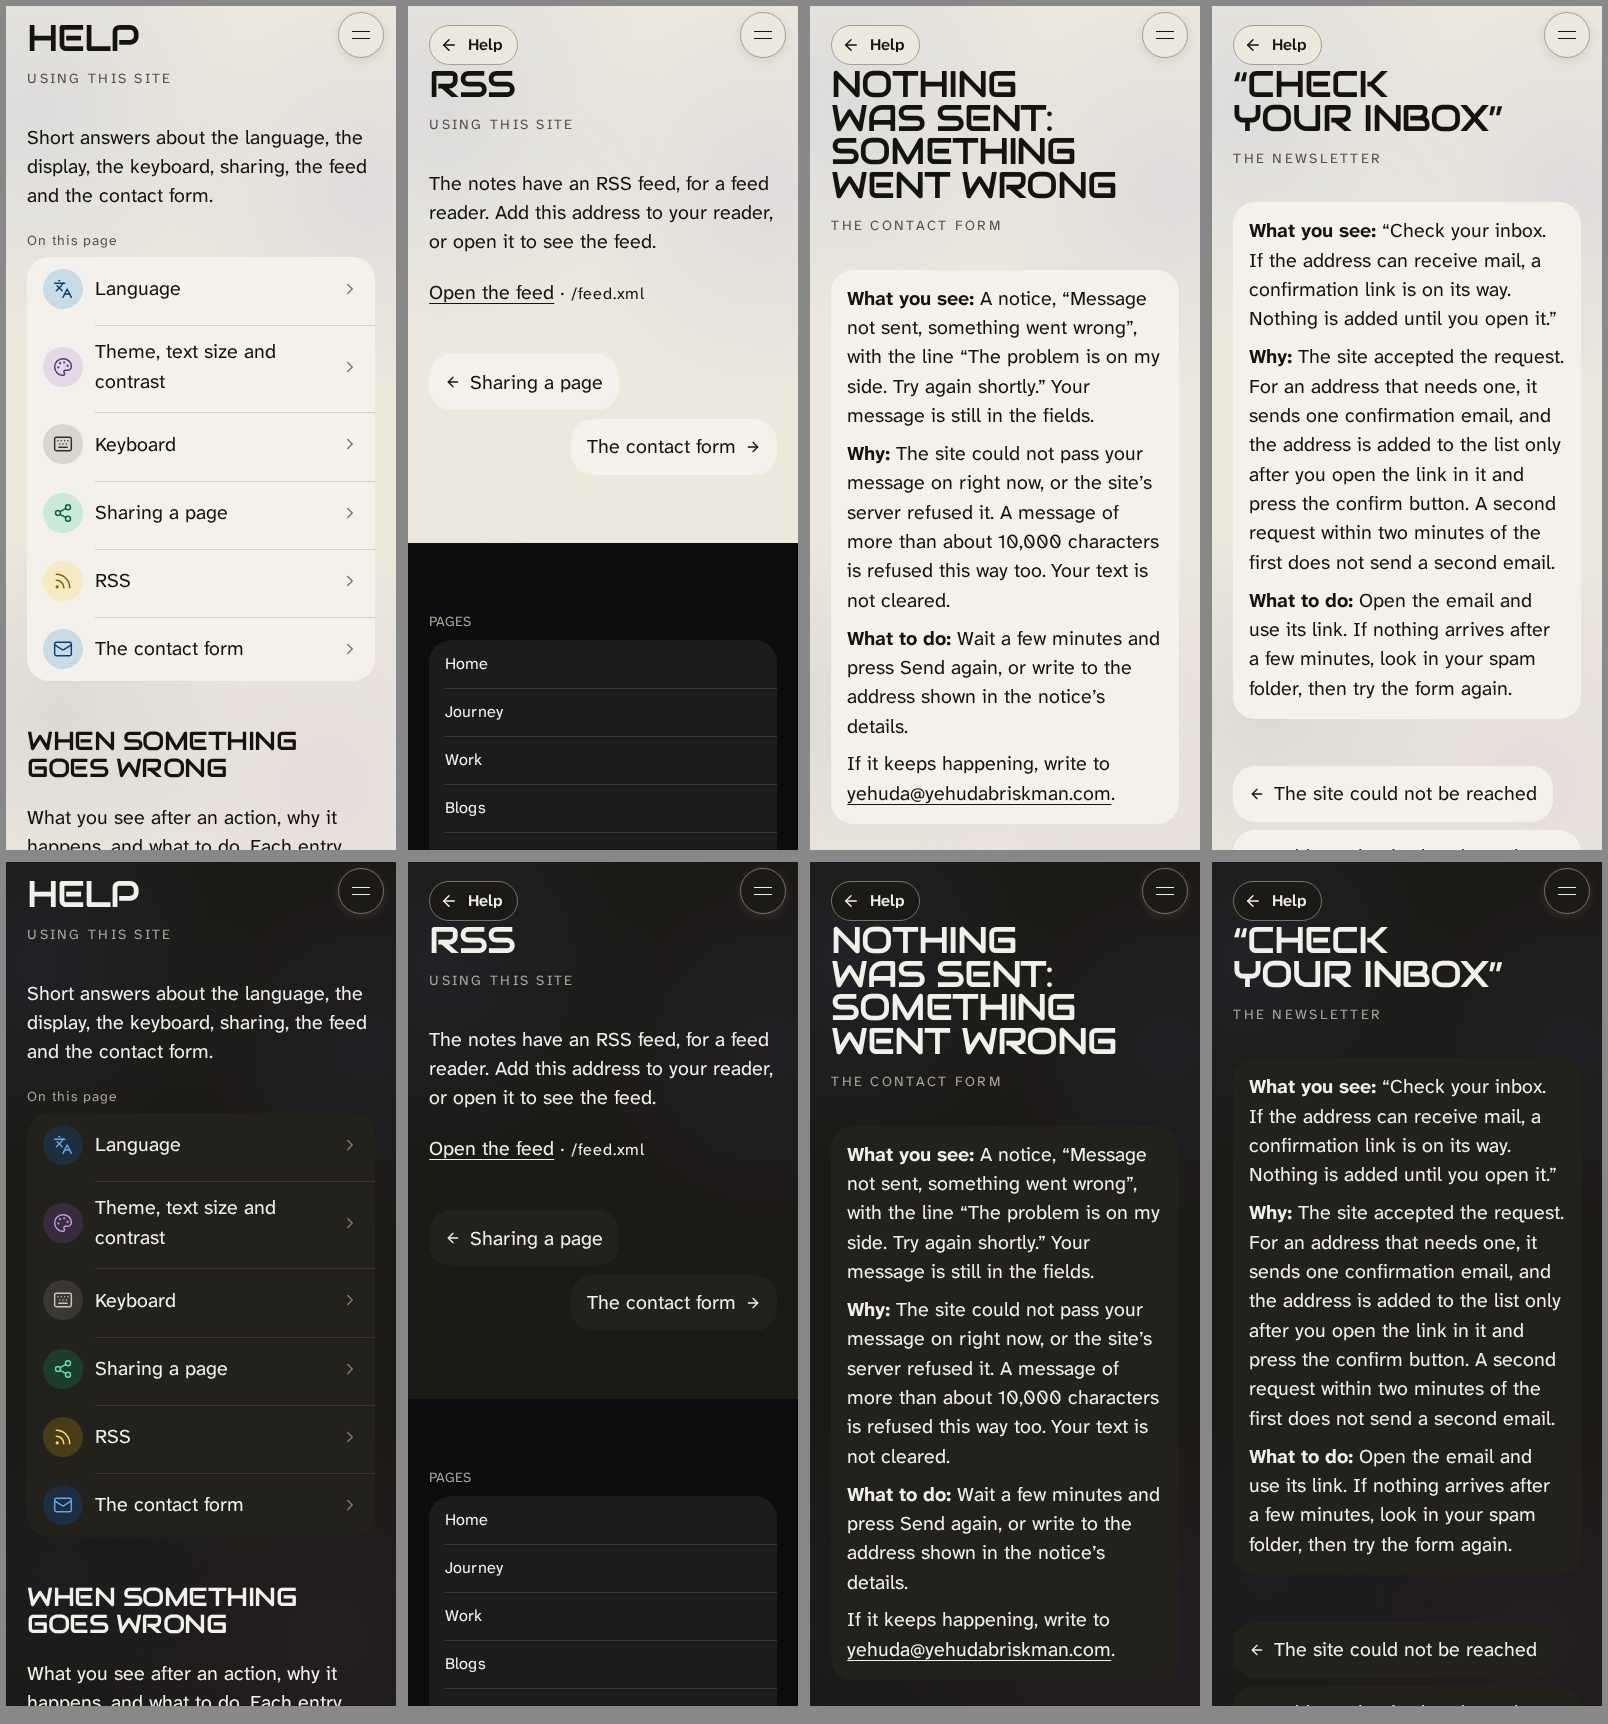 HELP
USING THIS SITE
Short answers about the language, the
display, the keyboard, sharing, the feed
and the contact form.
On this page
Language
Theme, text size and
contrast
Keyboard
Sharing a page
RSS
The contact form
WHEN SOMETHING
GOES WRONG
What you see after an action, why it
happens, and what to do. Each entry
← Help
RSS
USING THIS SITE
The notes have an RSS feed, for a feed
reader. Add this address to your reader,
or open it to see the feed.
Open the feed · /feed.xml
← Sharing a page
The contact form →
PAGES
Home
Journey
Work
Blogs
← Help
NOTHING
WAS SENT:
SOMETHING
WENT WRONG
THE CONTACT FORM
What you see: A notice, “Message
not sent, something went wrong”,
with the line “The problem is on my
side. Try again shortly.” Your
message is still in the fields.
Why: The site could not pass your
message on right now, or the site’s
server refused it. A message of
more than about 10,000 characters
is refused this way too. Your text is
not cleared.
What to do: Wait a few minutes and
press Send again, or write to the
address shown in the notice’s
details.
If it keeps happening, write to
yehuda@yehudabriskman.com.
← Help
“CHECK
YOUR INBOX”
THE NEWSLETTER
What you see: “Check your inbox.
If the address can receive mail, a
confirmation link is on its way.
Nothing is added until you open it.”
Why: The site accepted the request.
For an address that needs one, it
sends one confirmation email, and
the address is added to the list only
after you open the link in it and
press the confirm button. A second
request within two minutes of the
first does not send a second email.
What to do: Open the email and
use its link. If nothing arrives after
a few minutes, look in your spam
folder, then try the form again.
← The site could not be reached
HELP
USING THIS SITE
Short answers about the language, the
display, the keyboard, sharing, the feed
and the contact form.
On this page
Language
Theme, text size and
contrast
Keyboard
Sharing a page
RSS
The contact form
WHEN SOMETHING
GOES WRONG
What you see after an action, why it
happens, and what to do. Each entry
← Help
RSS
USING THIS SITE
The notes have an RSS feed, for a feed
reader. Add this address to your reader,
or open it to see the feed.
Open the feed · /feed.xml
← Sharing a page
The contact form →
PAGES
Home
Journey
Work
Blogs
← Help
NOTHING
WAS SENT:
SOMETHING
WENT WRONG
THE CONTACT FORM
What you see: A notice, “Message
not sent, something went wrong”,
with the line “The problem is on my
side. Try again shortly.” Your
message is still in the fields.
Why: The site could not pass your
message on right now, or the site’s
server refused it. A message of
more than about 10,000 characters
is refused this way too. Your text is
not cleared.
What to do: Wait a few minutes and
press Send again, or write to the
address shown in the notice’s
details.
If it keeps happening, write to
yehuda@yehudabriskman.com.
← Help
“CHECK
YOUR INBOX”
THE NEWSLETTER
What you see: “Check your inbox.
If the address can receive mail, a
confirmation link is on its way.
Nothing is added until you open it.”
Why: The site accepted the request.
For an address that needs one, it
sends one confirmation email, and
the address is added to the list only
after you open the link in it and
press the confirm button. A second
request within two minutes of the
first does not send a second email.
What to do: Open the email and
use its link. If nothing arrives after
a few minutes, look in your spam
folder, then try the form again.
← The site could not be reached